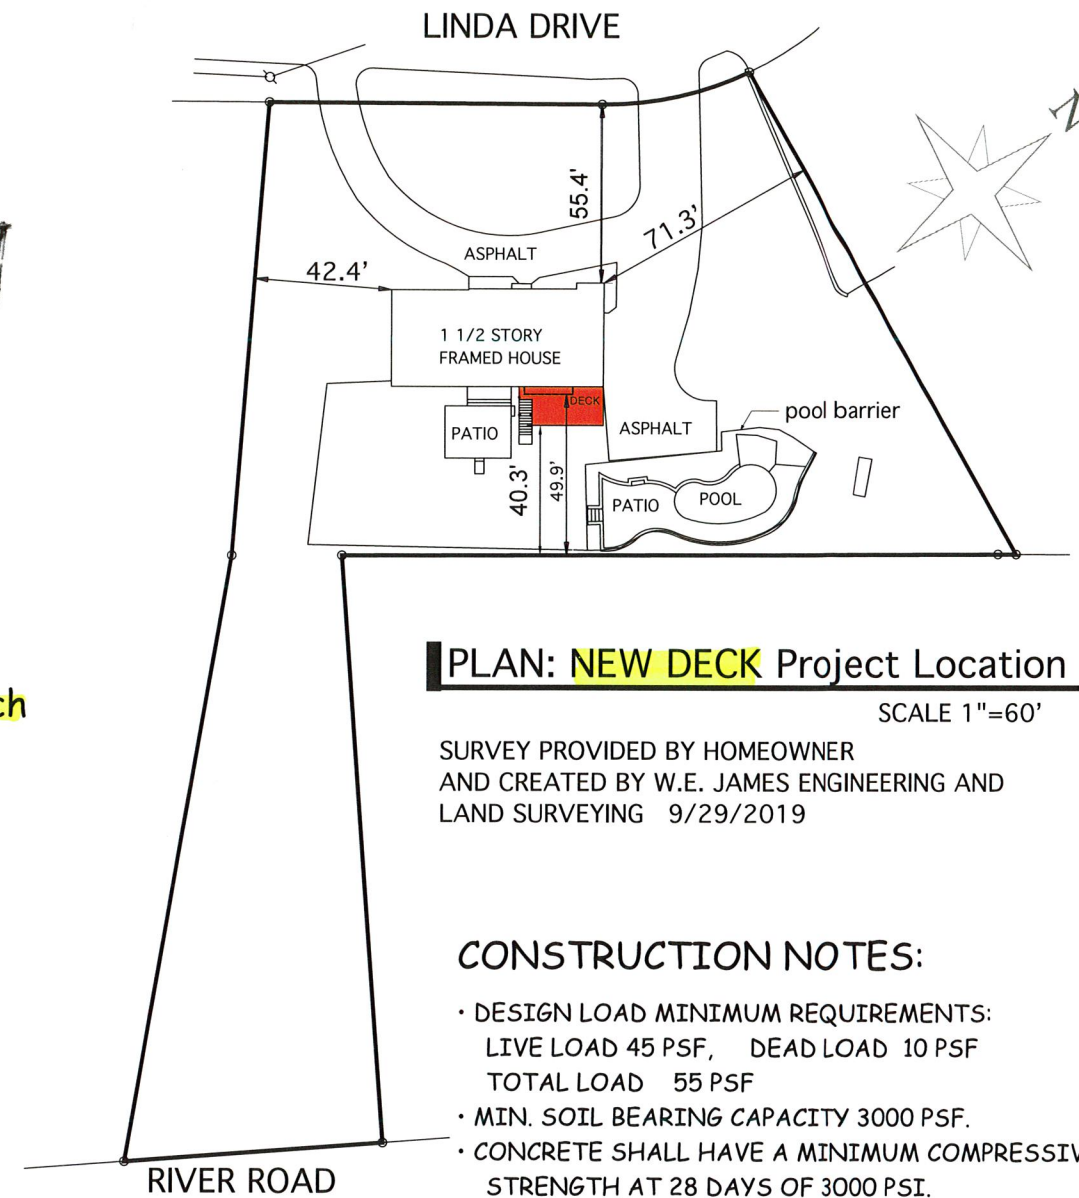 LINDA DRIVE
N
55.4'
71.3'
ASPHALT
42.4'
1 1/2 STORY
FRAMED HOUSE
DECK
pool barrier
PATIO
ASPHALT
40.3'
49.9'
PATIO
POOL
PLAN: NEW DECK Project Location
SCALE 1"=60'
ch
SURVEY PROVIDED BY HOMEOWNER
AND CREATED BY W.E. JAMES ENGINEERING AND
LAND SURVEYING 9/29/2019
CONSTRUCTION NOTES:
· DESIGN LOAD MINIMUM REQUIREMENTS:
LIVE LOAD 45 PSF, DEAD LOAD 10 PSF
TOTAL LOAD 55 PSF
· MIN. SOIL BEARING CAPACITY 3000 PSF.
· CONCRETE SHALL HAVE A MINIMUM COMPRESSIV
STRENGTH AT 28 DAYS OF 3000 PSI.
RIVER ROAD